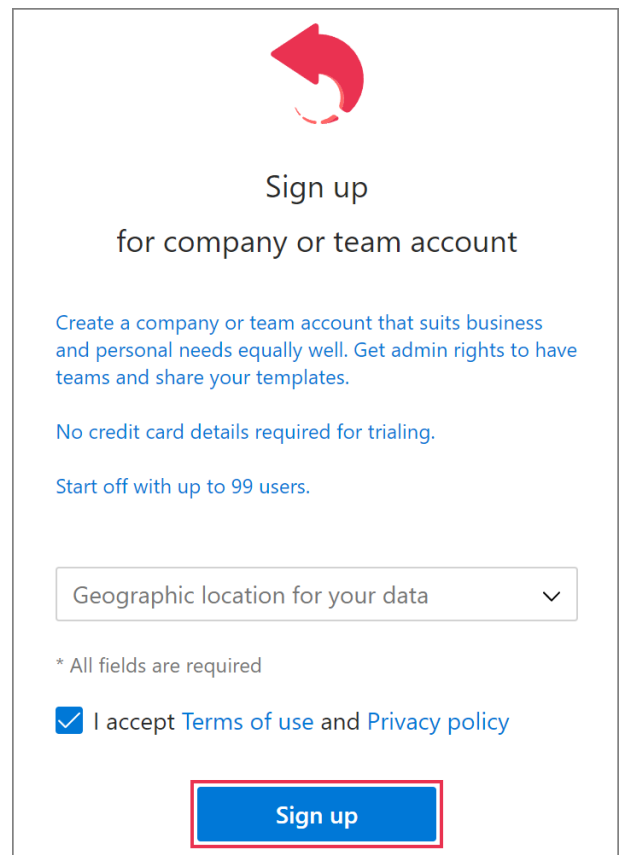 Sign up
for company or team account
Create a company or team account that suits business
and personal needs equally well. Get admin rights to have
teams and share your templates.
No credit card details required for trialing.
Start off with up to 99 users.
Geographic location for your data
* All fields are required
I accept Terms of use and Privacy policy
Sign up